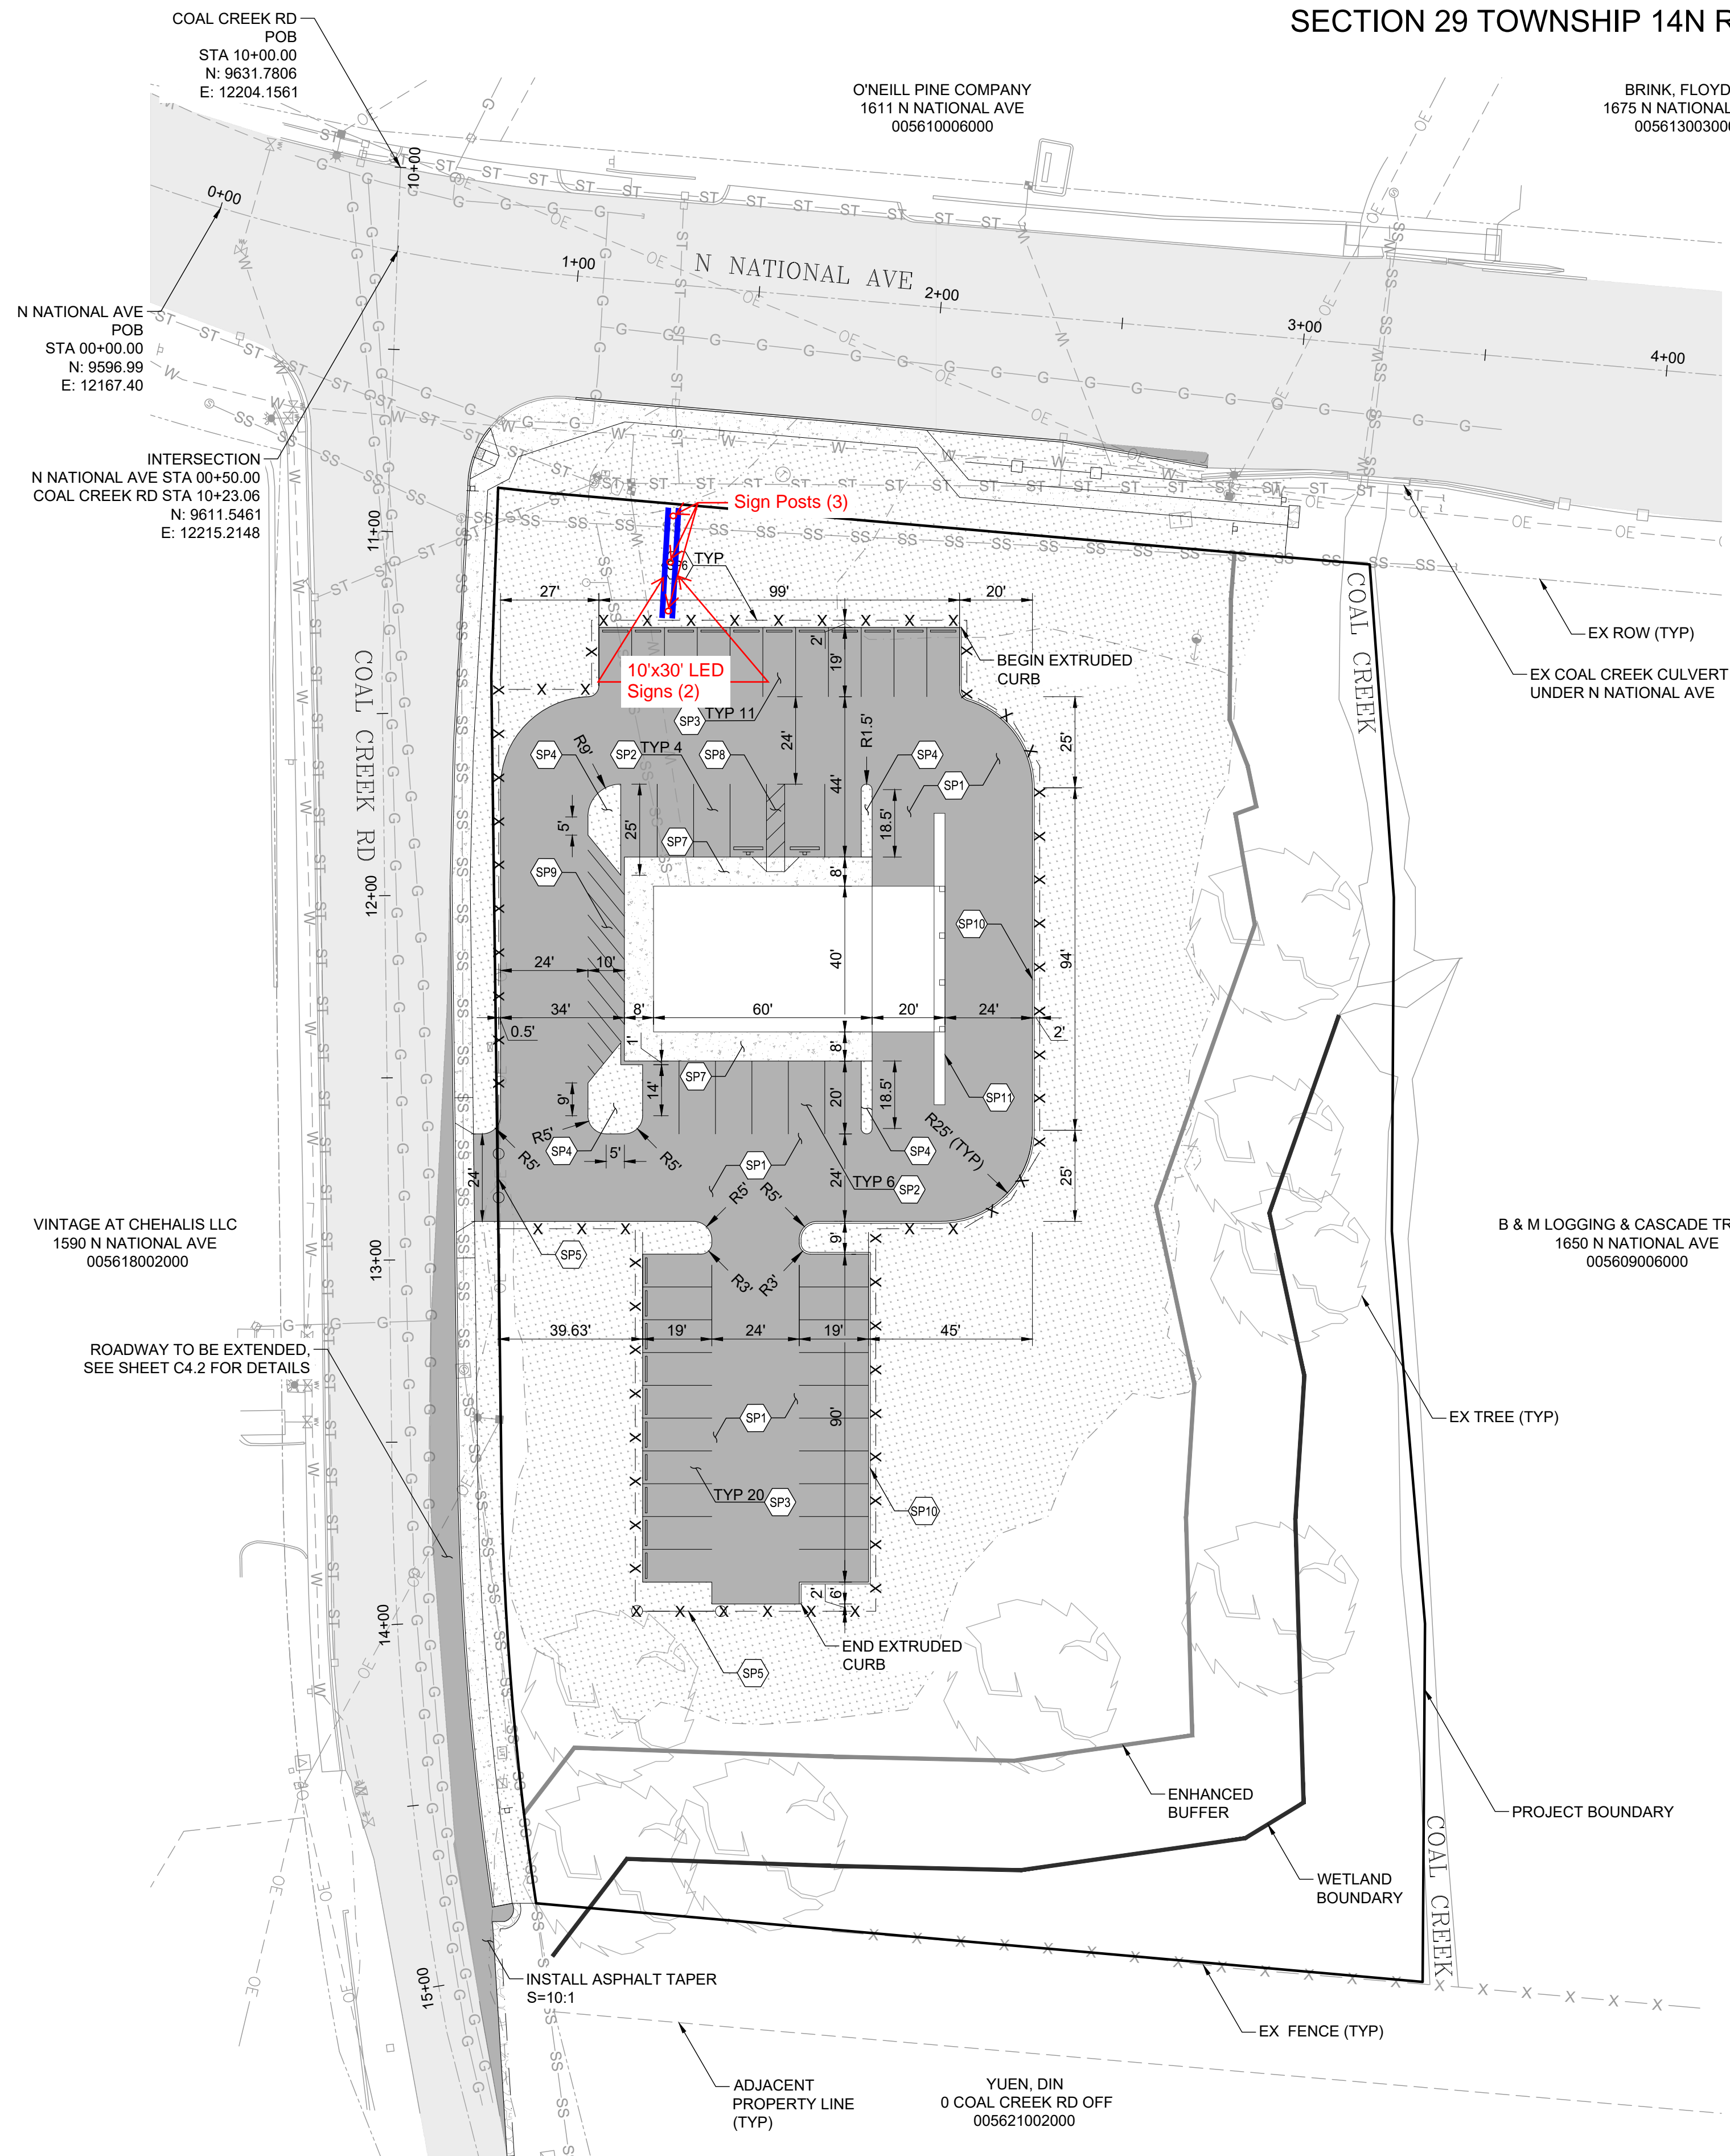 SECTION 29 TOWNSHIP 14N R
COAL CREEK RD
POB
STA 10+00.00
N: 9631.7806
E: 12204.1561
O'NEILL PINE COMPANY
1611 N NATIONAL AVE
005610006000
BRINK, FLOYD
1675 N NATIONAL
005613003000
0+00
10+00
1+00
N NATIONAL AVE
2+00
3+00
4+00
N NATIONAL AVE
POB
STA 00+00.00
N: 9596.99
E: 12167.40
INTERSECTION
N NATIONAL AVE STA 00+50.00
COAL CREEK RD STA 10+23.06
N: 9611.5461
E: 12215.2148
11+00
Sign Posts (3)
TYP
27'
99'
20'
COAL CREEK
EX ROW (TYP)
EX COAL CREEK CULVERT
UNDER N NATIONAL AVE
BEGIN EXTRUDED
CURB
2'
19'
10'x30' LED
Signs (2)
SP3
TYP 11
COAL CREEK RD
SP4
R9'
SP2
TYP 4
SP8
24'
R1.5'
SP4
SP1
25'
44'
5'
25'
18.5'
SP7
8'
SP9
12+00
SP10
40'
94'
24'
10'
34'
8'
60'
20'
24'
0.5'
2'
1'
8'
SP7
9'
14'
20'
18.5'
SP11
R5'
SP4
5'
R5'
R5'
SP1
SP4
R25' (TYP)
24'
24'
TYP 6
SP2
25'
R5'
R5'
VINTAGE AT CHEHALIS LLC
1590 N NATIONAL AVE
005618002000
SP5
9'
B & M LOGGING & CASCADE TR
1650 N NATIONAL AVE
005609006000
13+00
R3'
R3'
39.63'
19'
24'
19'
45'
ROADWAY TO BE EXTENDED,
SEE SHEET C4.2 FOR DETAILS
SP1
90'
EX TREE (TYP)
TYP 20
SP3
SP10
2'
6'
14+00
END EXTRUDED
CURB
SP5
ENHANCED
BUFFER
PROJECT BOUNDARY
COAL CREEK
WETLAND
BOUNDARY
15+00
INSTALL ASPHALT TAPER
S=10:1
EX FENCE (TYP)
ADJACENT
PROPERTY LINE
(TYP)
YUEN, DIN
0 COAL CREEK RD OFF
005621002000